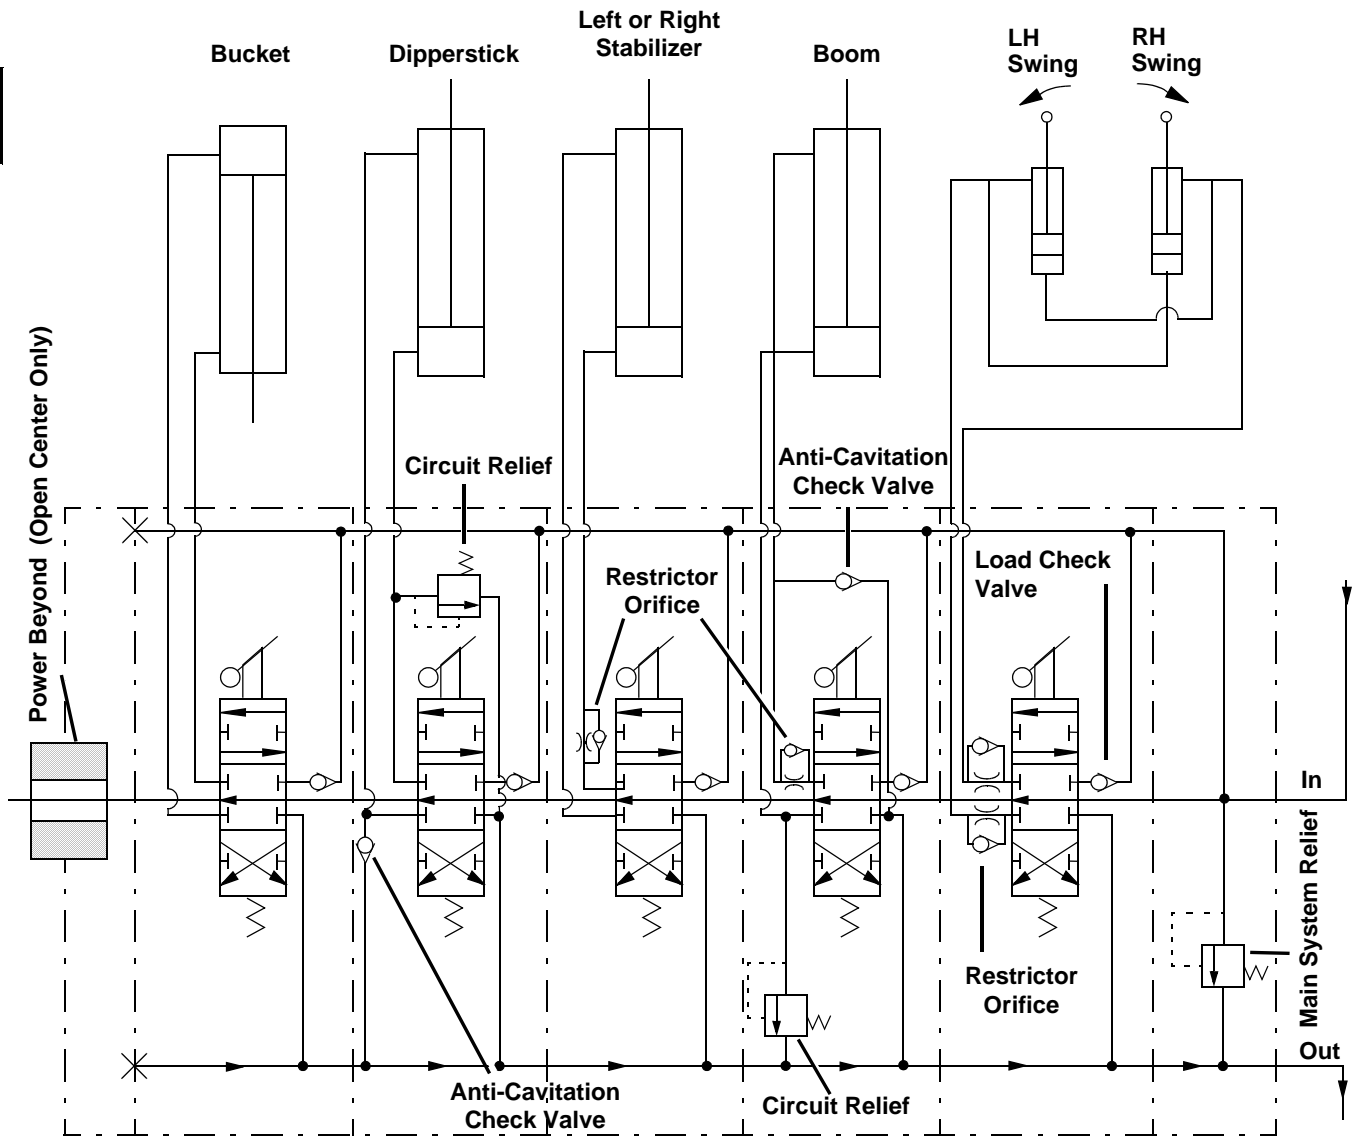 Left or Right
Stabilizer
Bucket
Dipperstick
Boom
LH
Swing
RH
Swing
Power Beyond (Open Center Only)
Circuit Relief
Anti-Cavitation
Check Valve
Restrictor
Orifice
Load Check
Valve
In
Main System Relief
Restrictor
Orifice
Out
Anti-Cavitation
Check Valve
Circuit Relief